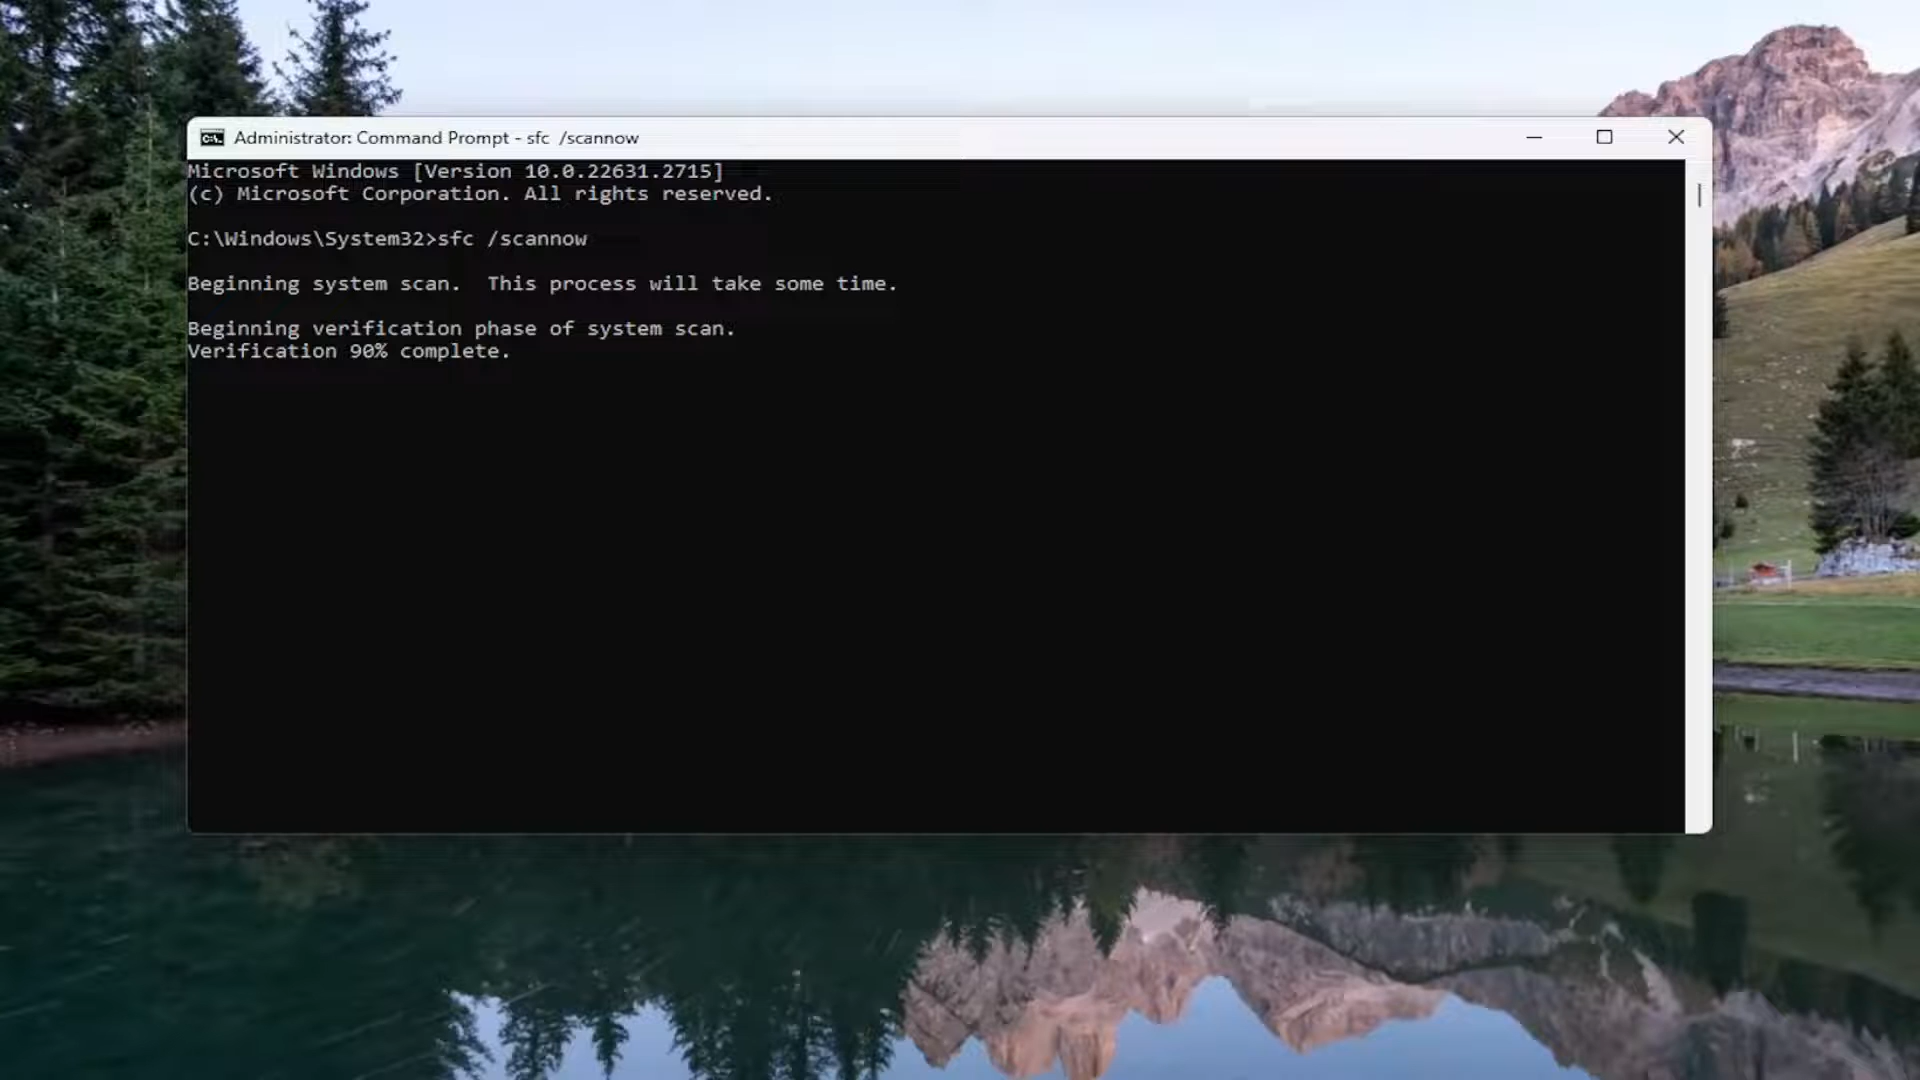 Administrator: Command Prompt - sfc  /scannow
Microsoft Windows [Version 10.0.22631.2715]
(c) Microsoft Corporation. All rights reserved.
C:\Windows\System32>sfc /scannow
Beginning system scan.  This process will take some time.
Beginning verification phase of system scan.
Verification 90% complete.